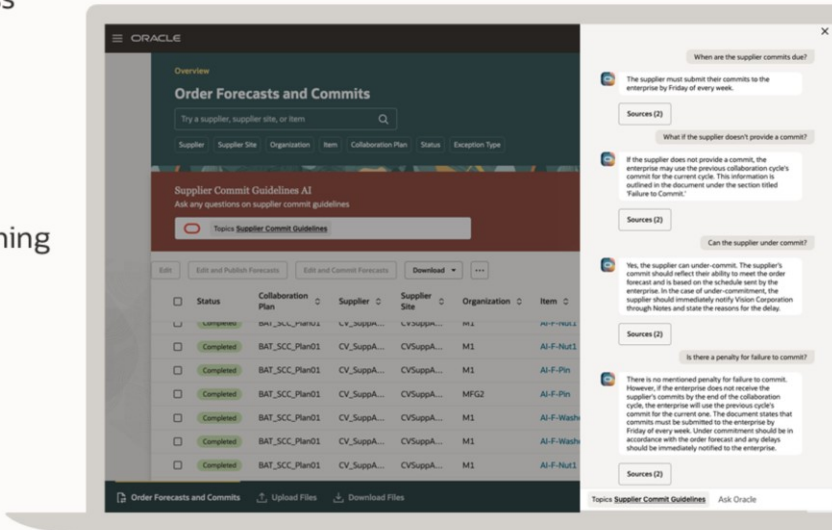 ss
ning
ORACLE
Overview
Order Forecasts and Commits
Try a supplier, supplier site, or item
Supplier Supplier Site Organization Item Collaboration Plan Status Exception Type
Supplier Commit Guidelines AI
Ask any questions on supplier commit guidelines
Topics Supplier Commit Guidelines
Edit Edit and Publish Forecasts Edit and Commit Forecasts Download ...
Status Collaboration Plan Supplier Supplier Site Organization Item
Completed BAT_SCC_Plan01 CV_SuppA... CVSuppA... M1 AI-F-Nut1
Completed BAT_SCC_Plan01 CV_SuppA... CVSuppA... M1 AI-F-Nut1
Completed BAT_SCC_Plan01 CV_SuppA... CVSuppA... M1 AI-F-Pin
Completed BAT_SCC_Plan01 CV_SuppA... CVSuppA... MFG2 AI-F-Pin
Completed BAT_SCC_Plan01 CV_SuppA... CVSuppA... M1 AI-F-Wash
Completed BAT_SCC_Plan01 CV_SuppA... CVSuppA... M1 AI-F-Wash
Completed BAT_SCC_Plan01 CV_SuppA... CVSuppA... M1 AI-F-Nut1
Order Forecasts and Commits Upload Files Download Files
When are the supplier commits due?
The supplier must submit their commits to the
enterprise by Friday of every week.
Sources (2)
What if the supplier doesn't provide a commit?
If the supplier does not provide a commit, the
enterprise may use the previous collaboration cycle's
commit for the current cycle. This information is
outlined in the document under the section titled
'Failure to Commit.'
Sources (2)
Can the supplier under commit?
Yes, the supplier can under-commit. The supplier's
commit should reflect their ability to meet the order
forecast and is based on the schedule sent by the
enterprise. In the case of under-commitment, the
supplier should immediately notify Vision Corporation
through Notes and state the reasons for the delay.
Sources (2)
Is there a penalty for failure to commit?
There is no mentioned penalty for failure to commit.
However, if the enterprise does not receive the
supplier's commits by the end of the collaboration
cycle, the enterprise will use the previous cycle's
commit for the current one. The document states that
commits must be submitted to the enterprise by
Friday of every week. Under commitment should be in
accordance with the order forecast and any delays
should be immediately notified to the enterprise.
Sources (2)
Topics Supplier Commit Guidelines Ask Oracle